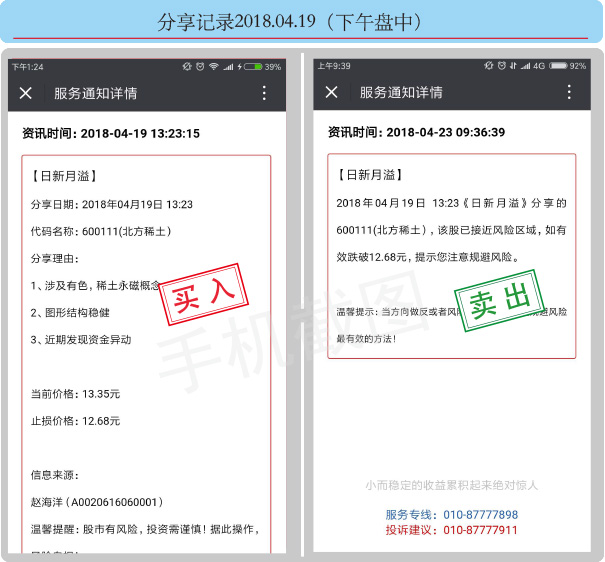 分享记录2018.04.19（下午盘中）
下午1:24
39%
服务通知详情
资讯时间: 2018-04-19 13:23:15
【日新月溢】
分享日期: 2018年04月19日 13:23
代码名称: 600111(北方稀土)
分享理由:
1、涉及有色，稀土永磁概念
2、图形结构稳健
3、近期发现资金异动
买入
当前价格: 13.35元
止损价格: 12.68元
信息来源:
赵海洋 (A0020616060001)
温馨提醒: 股市有风险，投资需谨慎! 据此操作，
上午9:39
4G
92%
服务通知详情
资讯时间: 2018-04-23 09:36:39
【日新月溢】
2018年04月19日 13:23《日新月溢》分享的
600111(北方稀土)，该股已接近风险区域，如有
效跌破12.68元，提示您注意规避风险。
卖出
温馨提示: 当方向做反或者风 规避风险
最有效的方法!
小而稳定的收益累积起来绝对惊人
服务专线: 010-87777898
投诉建议: 010-87777911
手机截图